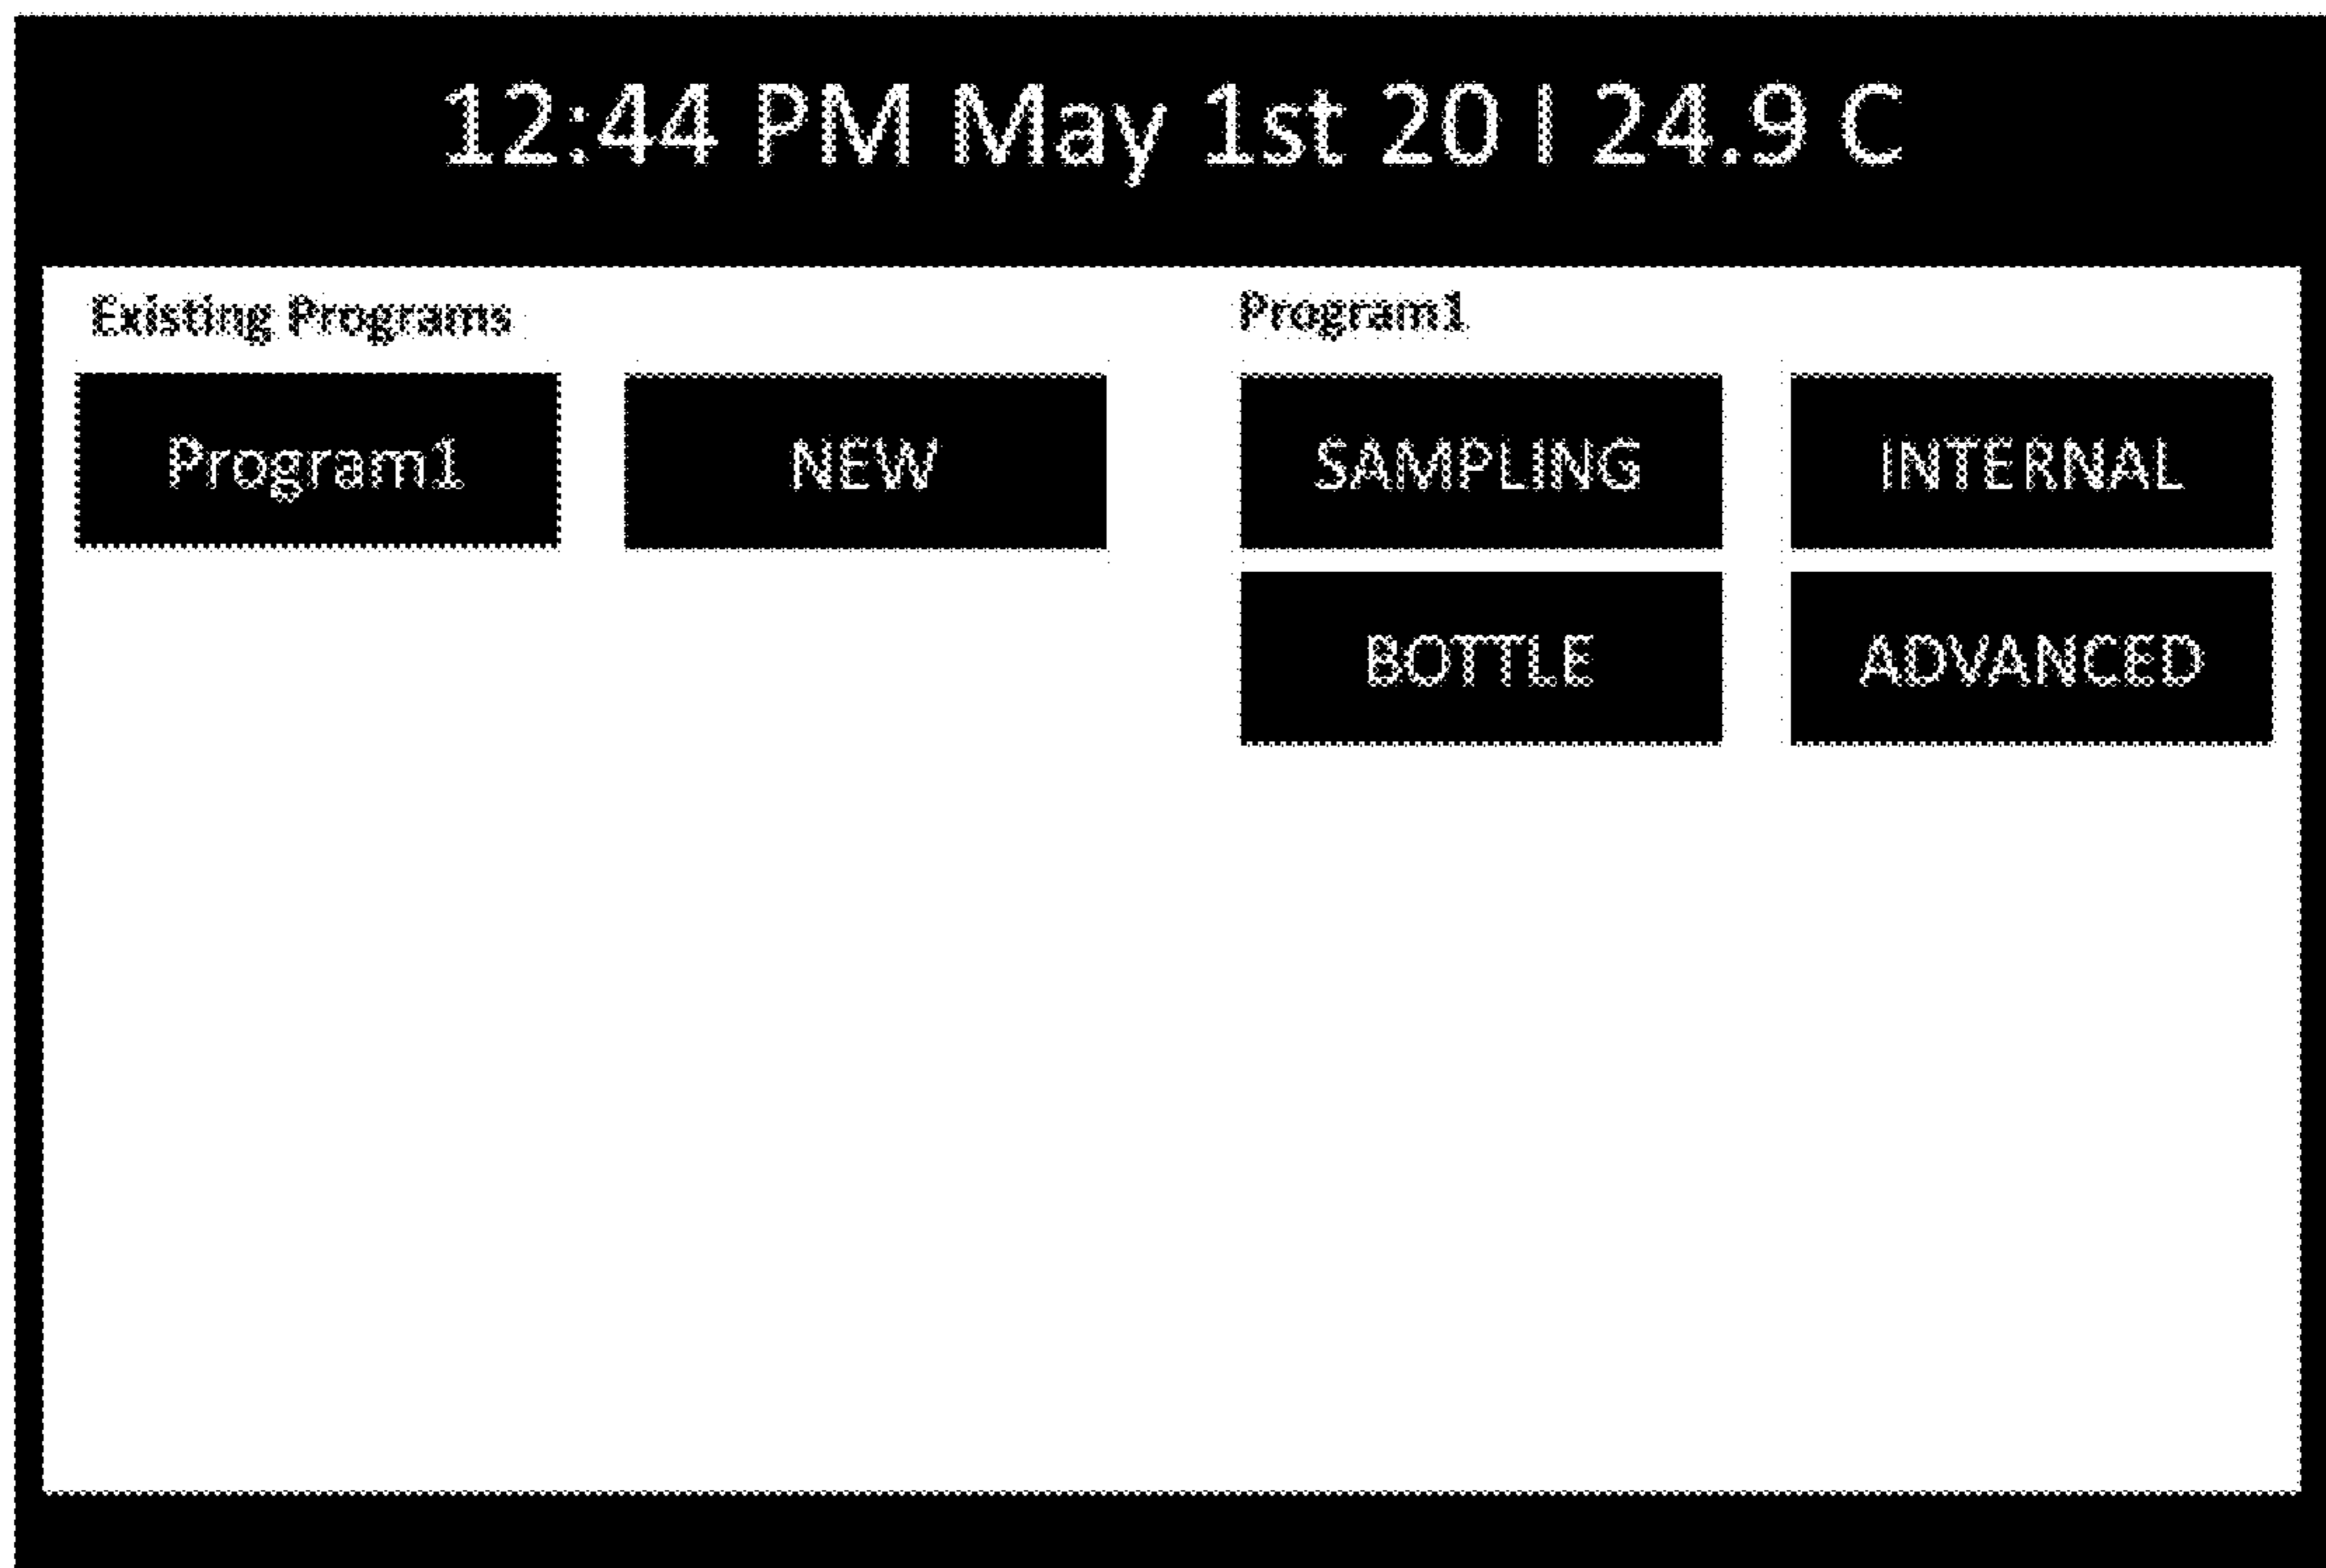 12:44 PM May 1st 20 I 24.9 C
Existing Programs
Program1
NEW
Program1
SAMPLING
INTERNAL
BOTTLE
ADVANCED